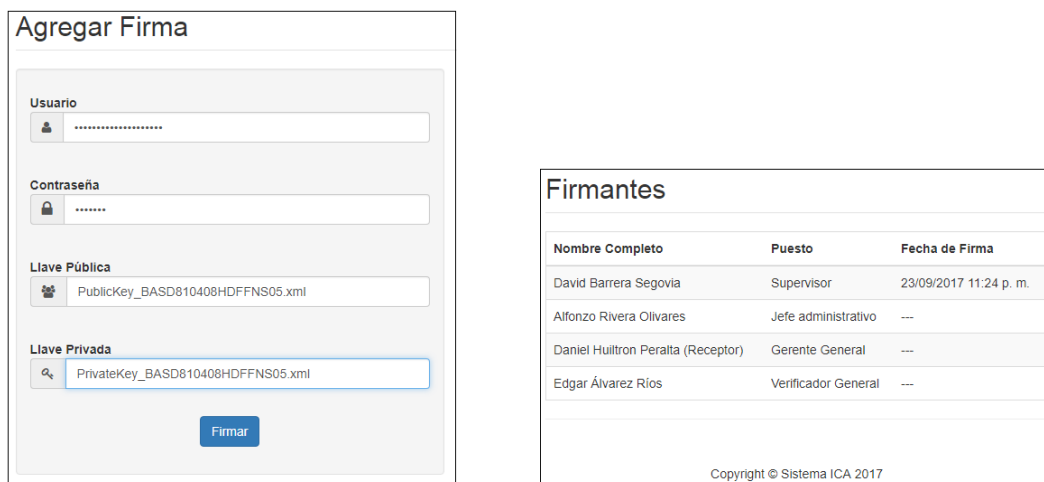 Agregar Firma
Usuario
••••••••••••••••••••
Contraseña
•••••••
Llave Pública
PublicKey_BASD810408HDFFNS05.xml
Llave Privada
PrivateKey_BASD810408HDFFNS05.xml
Firmar
Firmantes
Nombre Completo Puesto Fecha de Firma
David Barrera Segovia Supervisor 23/09/2017 11:24 p. m.
Alfonzo Rivera Olivares Jefe administrativo ---
Daniel Huiltron Peralta (Receptor) Gerente General ---
Edgar Álvarez Ríos Verificador General ---
Copyright © Sistema ICA 2017